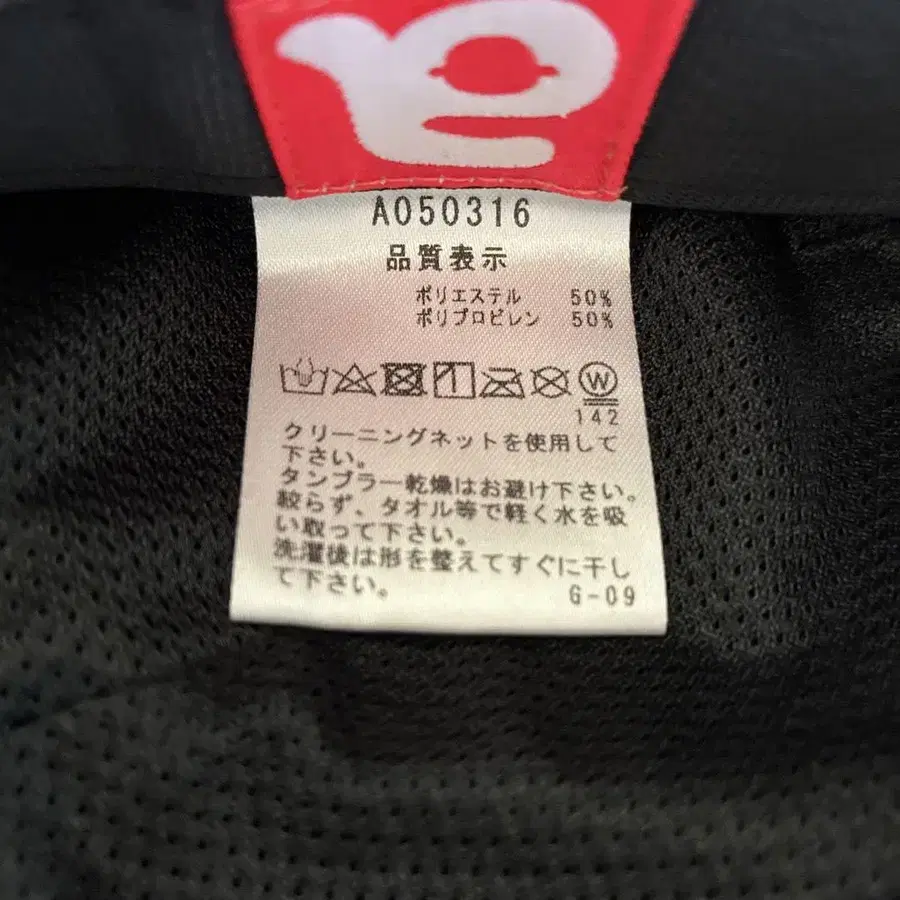 A050316
品質表示
ポリエステル 50%
ポリプロピレン 50%
W
142
クリーニングネットを使用して
下さい。
タンブラー乾燥はお避け下さい。
絞らず、タオル等で軽く水を吸
い取って下さい。
洗濯後は形を整えてすぐに干し
て下さい。
G-09